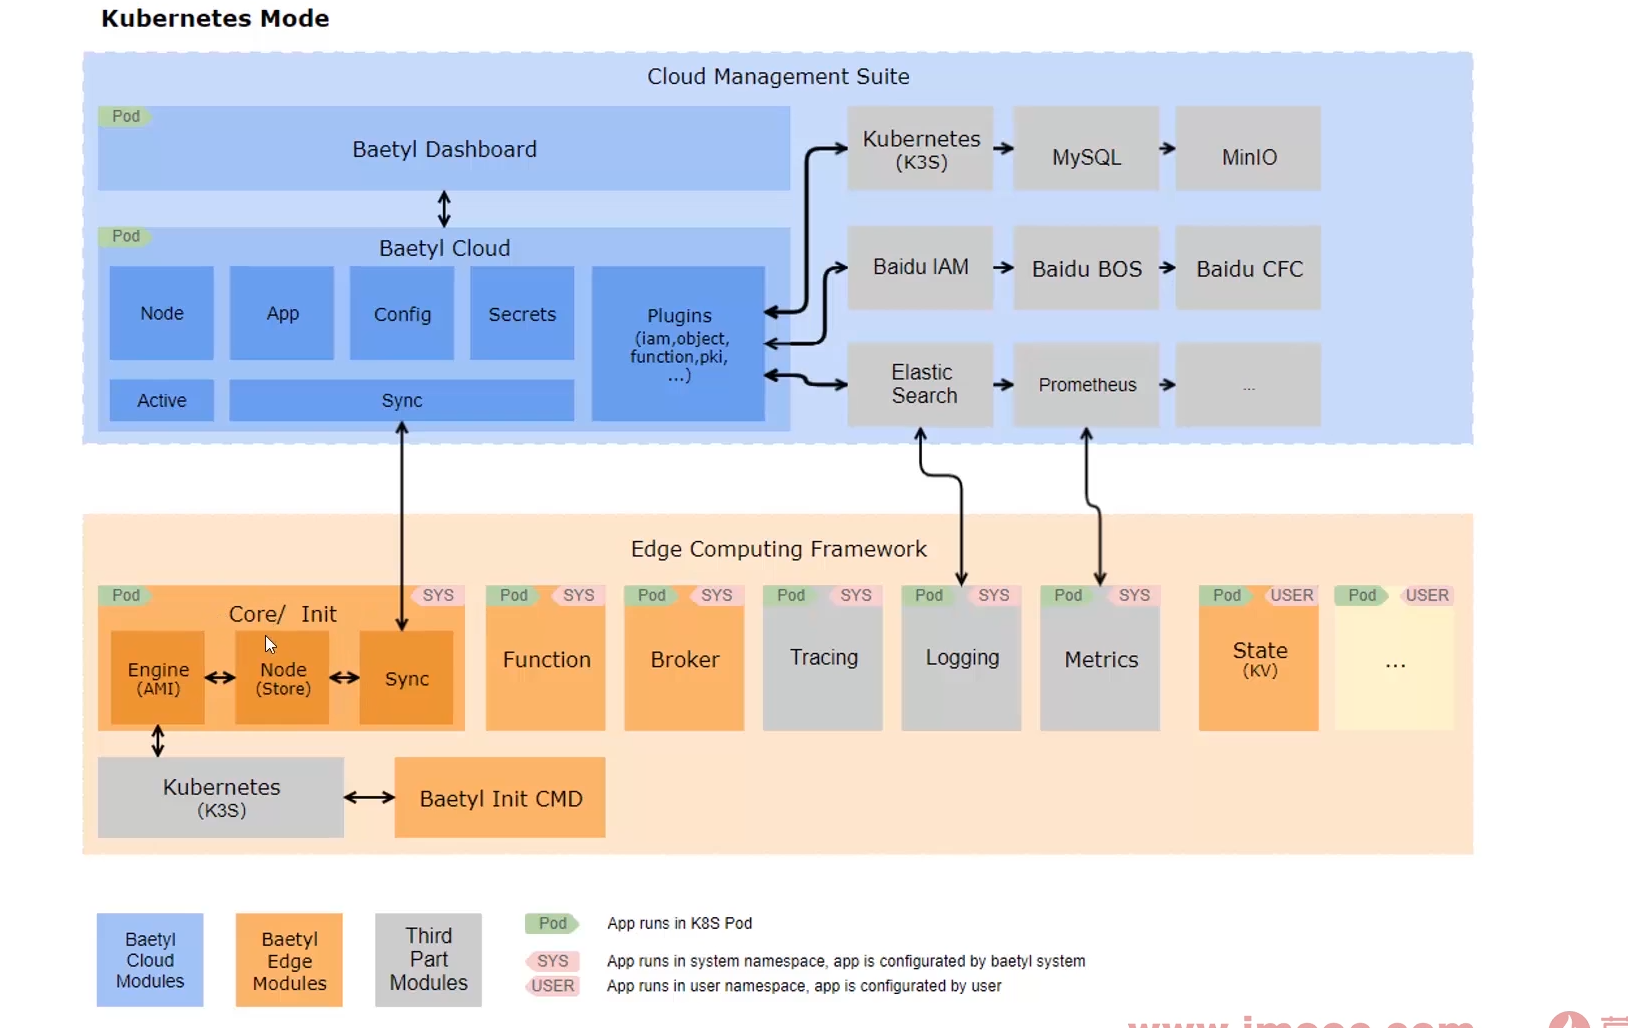 Kubernetes Mode
Cloud Management Suite
Pod
Baetyl Dashboard
Kubernetes
(K3S)
MySQL
MinIO
Pod
Baetyl Cloud
Node
App
Config
Secrets
Plugins
(iam,object,
function,pki,
...)
Active
Sync
Baidu IAM
Baidu BOS
Baidu CFC
Elastic
Search
Prometheus
...
Edge Computing Framework
Pod
SYS
Core/ Init
Engine
(AMI)
Node
(Store)
Sync
Pod
SYS
Function
Pod
SYS
Broker
Pod
SYS
Tracing
Pod
SYS
Logging
Pod
SYS
Metrics
Pod
USER
State
(KV)
Pod
USER
...
Kubernetes
(K3S)
Baetyl Init CMD
Baetyl
Cloud
Modules
Baetyl
Edge
Modules
Third
Part
Modules
Pod
App runs in K8S Pod
SYS
App runs in system namespace, app is configurated by baetyl system
USER
App runs in user namespace, app is configurated by user